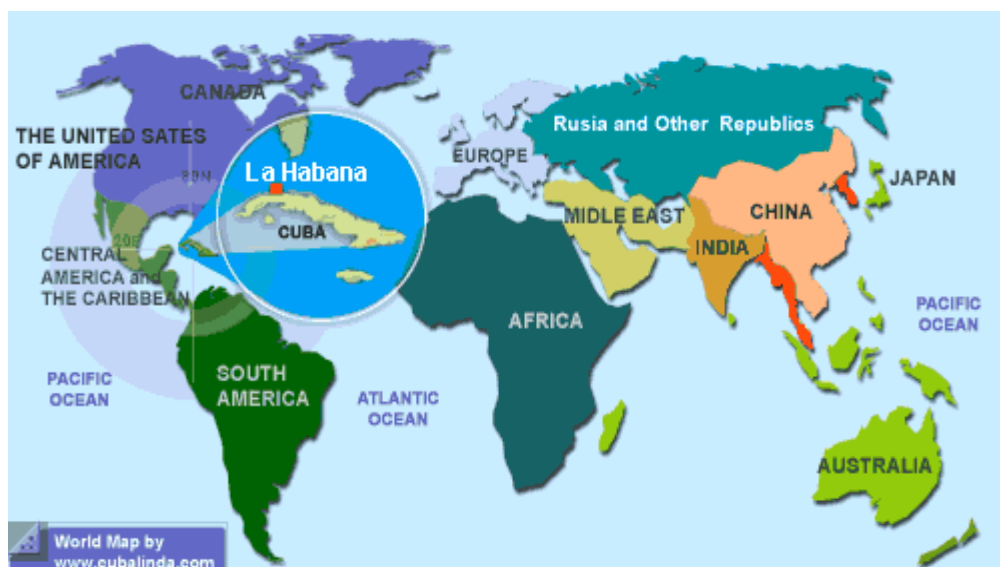 CANADA
THE UNITED SATES
OF AMERICA
La Habana
CUBA
CENTRAL
AMERICA and
THE CARIBBEAN
EUROPE
Rusia and Other Republics
MIDLE EAST
CHINA
JAPAN
INDIA
AFRICA
SOUTH
AMERICA
PACIFIC
OCEAN
ATLANTIC
OCEAN
PACIFIC
OCEAN
AUSTRALIA
World Map by
www.cubalinda.com